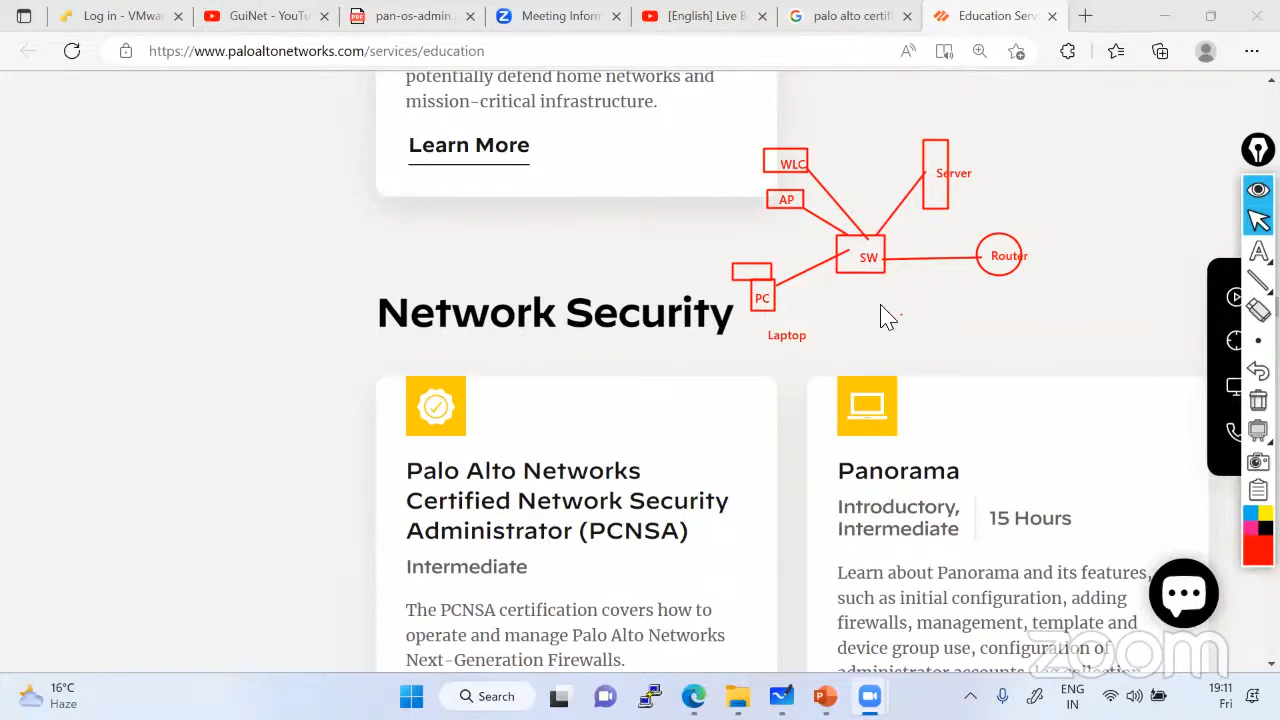 Log in - VMwar
GuiNet - YouTu
pan-os-admin.
Meeting Inform
[English] Live B
palo alto certif
Education Serv
https://www.paloaltonetworks.com/services/education
potentially defend home networks and
mission-critical infrastructure.
Learn More
WLC
AP
Server
SW
Router
PC
Laptop
Network Security
Palo Alto Networks
Certified Network Security
Administrator (PCNSA)
Intermediate
The PCNSA certification covers how to
operate and manage Palo Alto Networks
Next-Generation Firewalls.
Panorama
Introductory,
Intermediate
15 Hours
Learn about Panorama and its features,
such as initial configuration, adding
firewalls, management, template and
device group use, configuration of
administrator accounts, log collection,
zoom
16°C
Haze
Search
ENG
IN
19:11
Fri